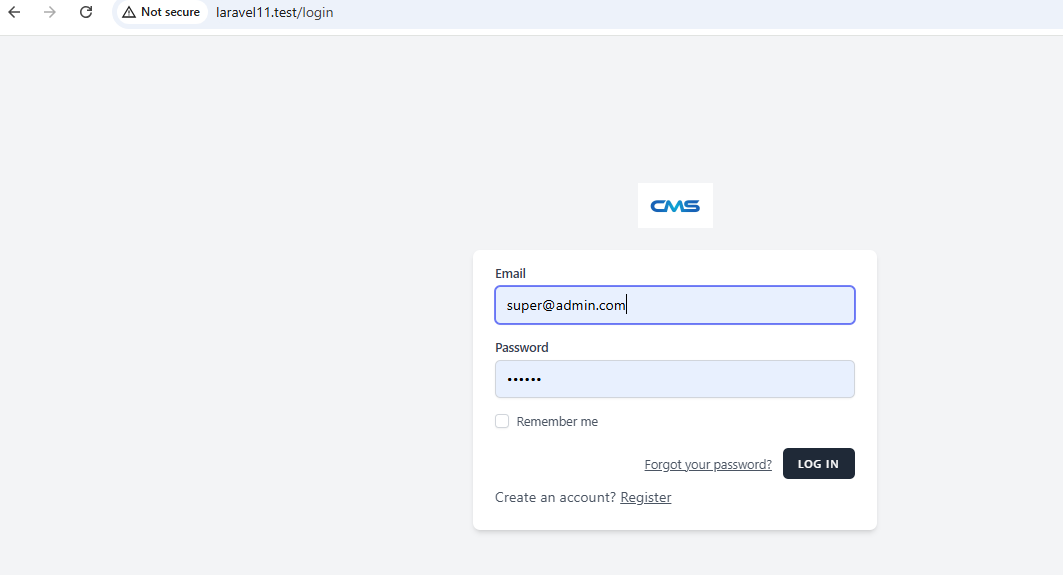 Not secure laravel11.test/login
CMS
Email
super@admin.com
Password
••••••
Remember me
Forgot your password? LOG IN
Create an account? Register